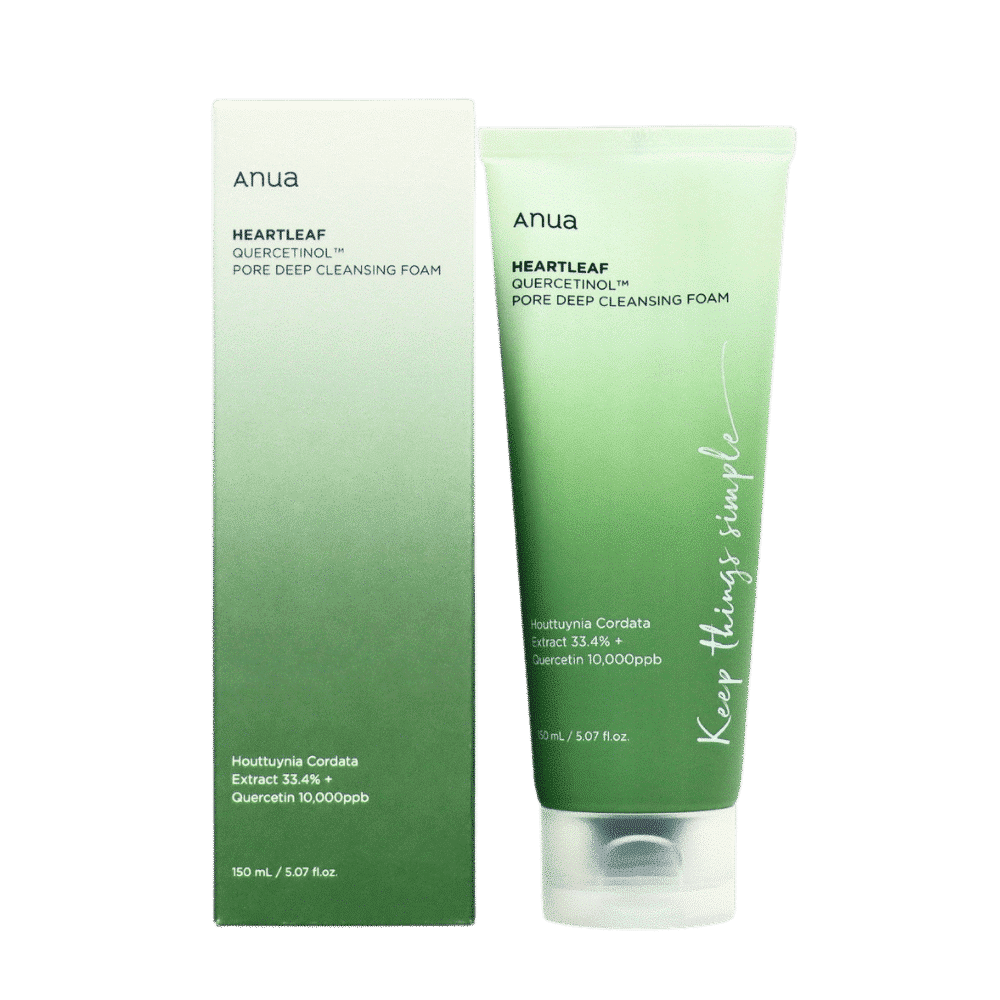 Anua
HEARTLEAF
QUERCETINOL™
PORE DEEP CLEANSING FOAM
Houttuynia Cordata
Extract 33.4% +
Quercetin 10,000ppb
150 mL / 5.07 fl.oz.
Anua
HEARTLEAF
QUERCETINOL™
PORE DEEP CLEANSING FOAM
Keep things simple
Houttuynia Cordata
Extract 33.4% +
Quercetin 10,000ppb
150 mL / 5.07 fl.oz.